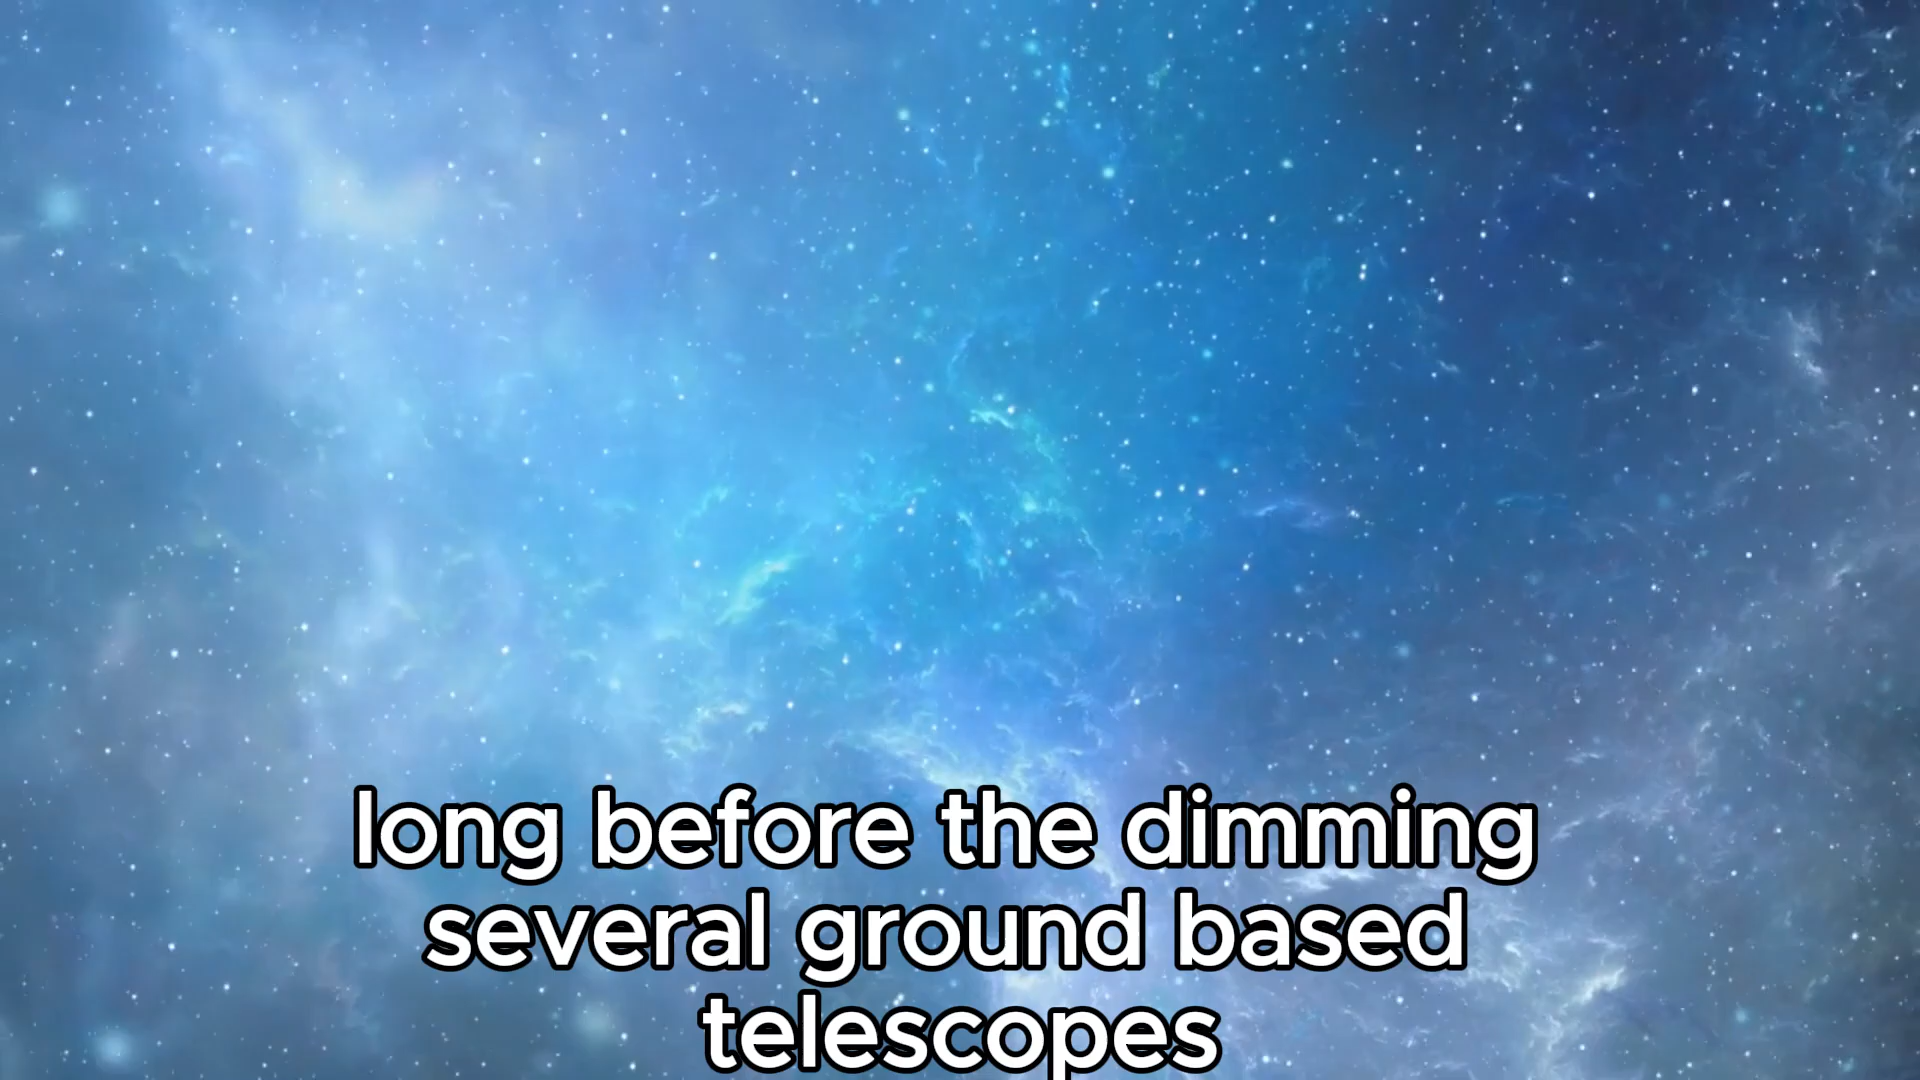 long before the dimming
several ground based
telescopes